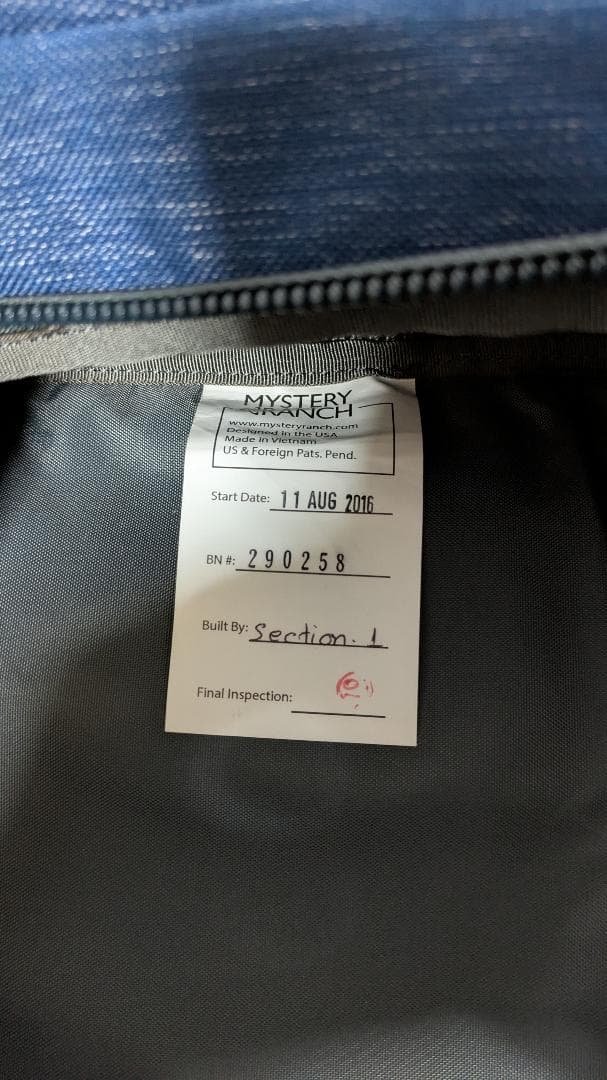 MYSTERY
RANCH
www.mysteryranch.com
Designed in the USA
Made in Vietnam
US & Foreign Pats. Pend.
Start Date: 11 AUG 2016
BN #: 290258
Built By: Section. 1
Final Inspection: